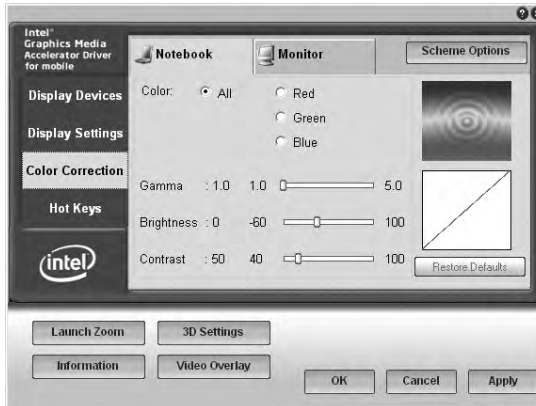 Intel®
Graphics Media
Accelerator Driver
for mobile
Display Devices
Display Settings
Color Correction
Hot Keys
intel
Notebook
Monitor
Scheme Options
Color: All Red
Green
Blue
Gamma : 1.0 1.0 5.0
Brightness : 0 -60 100
Contrast : 50 40 100
Restore Defaults
Launch Zoom
3D Settings
Information
Video Overlay
OK
Cancel
Apply